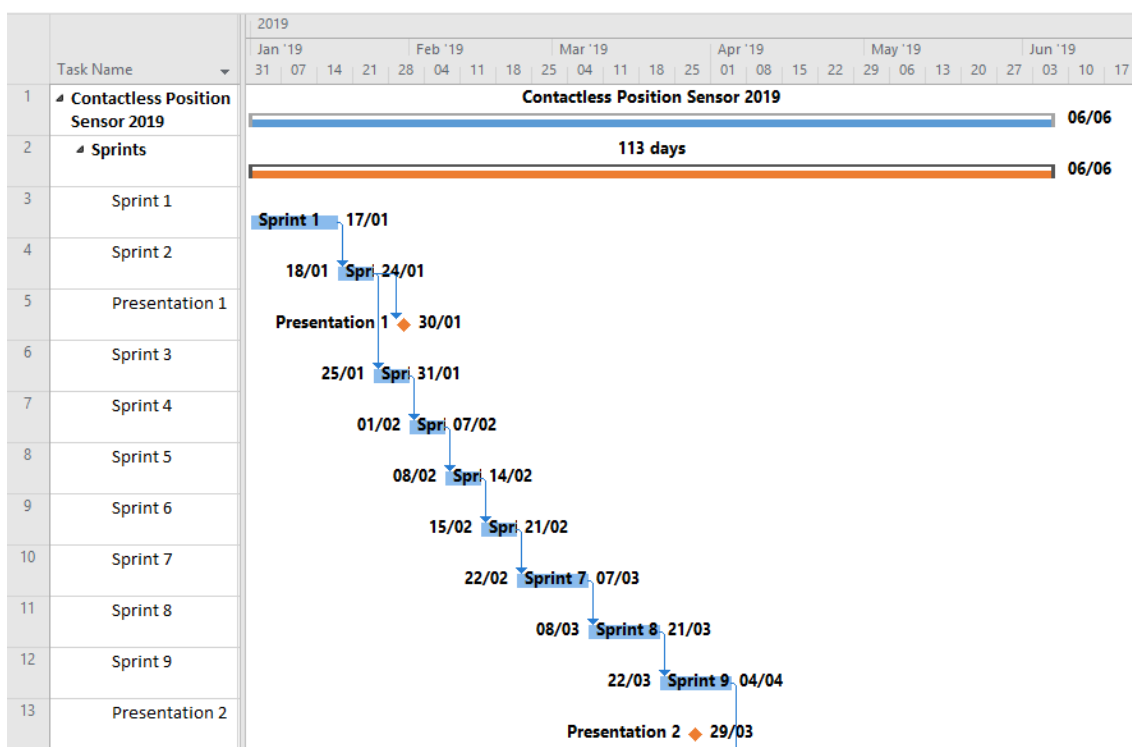 2019
Jan '19 Feb '19 Mar '19 Apr '19 May '19 Jun '19
Task Name
31 07 14 21 28 04 11 18 25 04 11 18 25 01 08 15 22 29 06 13 20 27 03 10 17
1 Contactless Position Sensor 2019
Contactless Position Sensor 2019
06/06
2 Sprints
113 days
06/06
3 Sprint 1
Sprint 1 17/01
4 Sprint 2
18/01 Spri 24/01
5 Presentation 1
Presentation 1 30/01
6 Sprint 3
25/01 Spri 31/01
7 Sprint 4
01/02 Spri 07/02
8 Sprint 5
08/02 Spri 14/02
9 Sprint 6
15/02 Spri 21/02
10 Sprint 7
22/02 Sprint 7 07/03
11 Sprint 8
08/03 Sprint 8 21/03
12 Sprint 9
22/03 Sprint 9 04/04
13 Presentation 2
Presentation 2 29/03